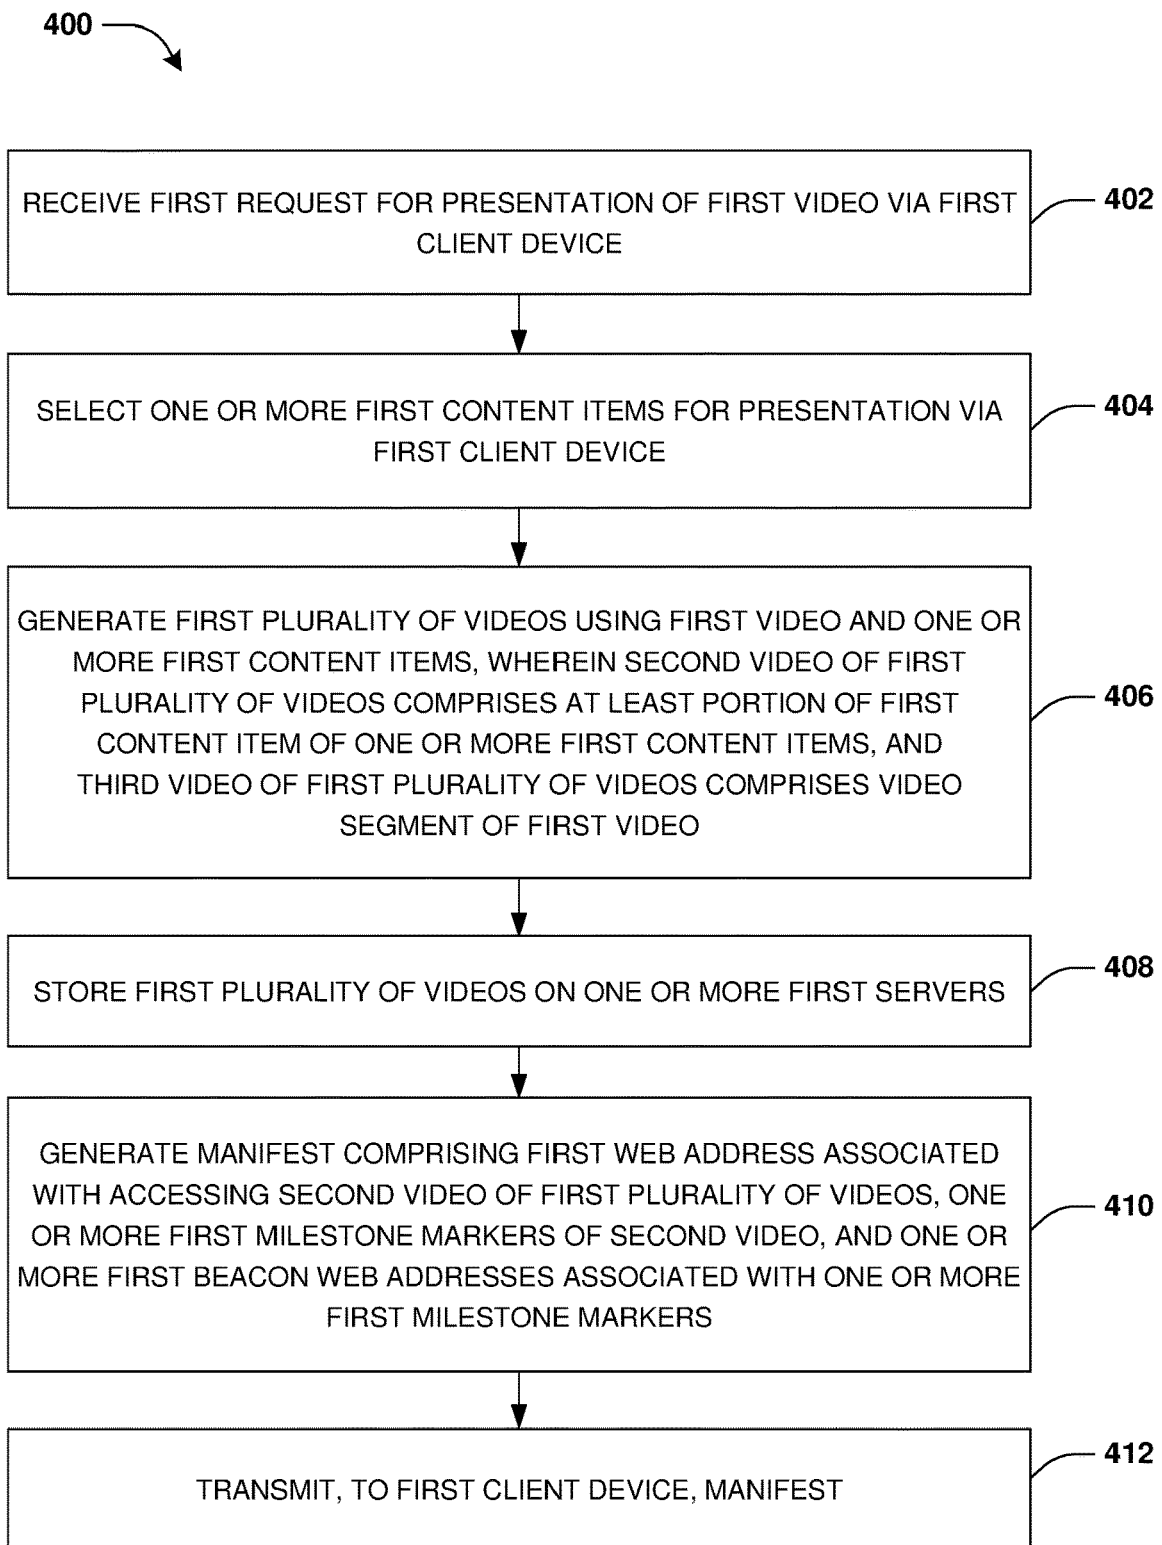 400
RECEIVE FIRST REQUEST FOR PRESENTATION OF FIRST VIDEO VIA FIRST
CLIENT DEVICE
402
SELECT ONE OR MORE FIRST CONTENT ITEMS FOR PRESENTATION VIA
FIRST CLIENT DEVICE
404
GENERATE FIRST PLURALITY OF VIDEOS USING FIRST VIDEO AND ONE OR
MORE FIRST CONTENT ITEMS, WHEREIN SECOND VIDEO OF FIRST
PLURALITY OF VIDEOS COMPRISES AT LEAST PORTION OF FIRST
CONTENT ITEM OF ONE OR MORE FIRST CONTENT ITEMS, AND
THIRD VIDEO OF FIRST PLURALITY OF VIDEOS COMPRISES VIDEO
SEGMENT OF FIRST VIDEO
406
STORE FIRST PLURALITY OF VIDEOS ON ONE OR MORE FIRST SERVERS
408
GENERATE MANIFEST COMPRISING FIRST WEB ADDRESS ASSOCIATED
WITH ACCESSING SECOND VIDEO OF FIRST PLURALITY OF VIDEOS, ONE
OR MORE FIRST MILESTONE MARKERS OF SECOND VIDEO, AND ONE OR
MORE FIRST BEACON WEB ADDRESSES ASSOCIATED WITH ONE OR MORE
FIRST MILESTONE MARKERS
410
TRANSMIT, TO FIRST CLIENT DEVICE, MANIFEST
412